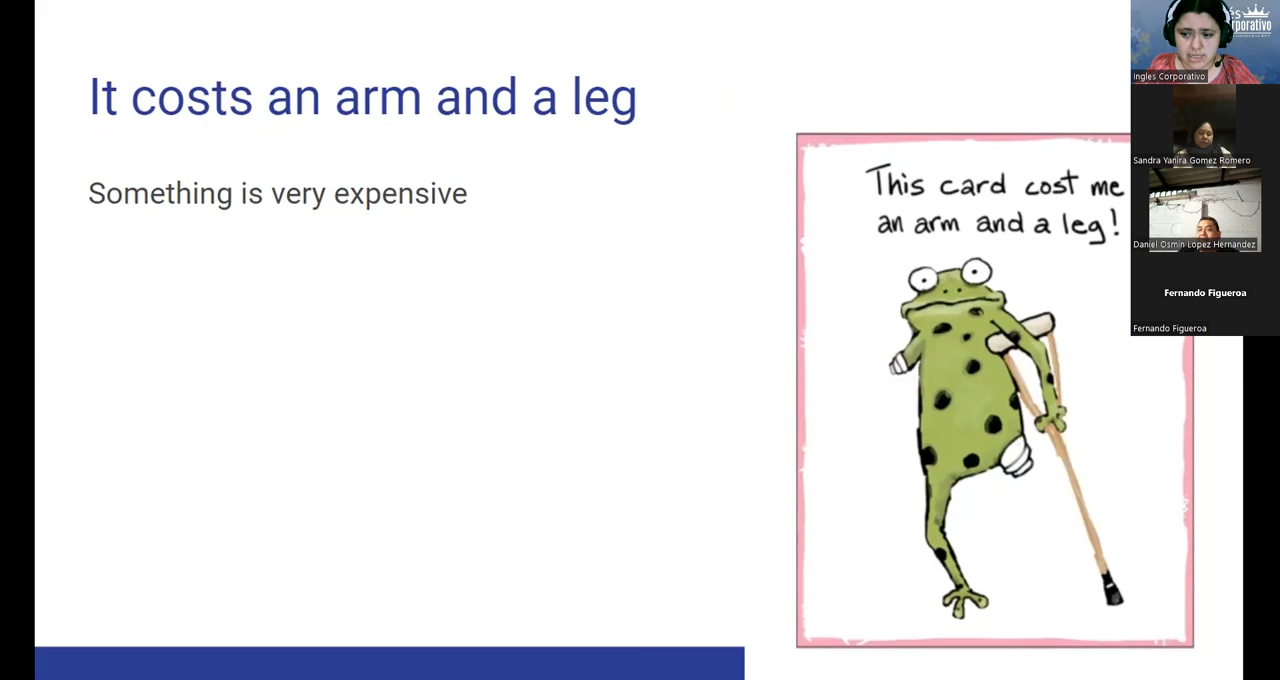 It costs an arm and a leg
Something is very expensive
This card cost me
an arm and a leg!
Ingles Corporativo
Sandra Yanira Gomez Romero
Daniel Osmin Lopez Hernandez
Fernando Figueroa
Fernando Figueroa